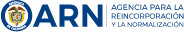 ARN
AGENCIA PARA LA
REINCORPORACIÓN
Y LA NORMALIZACIÓN